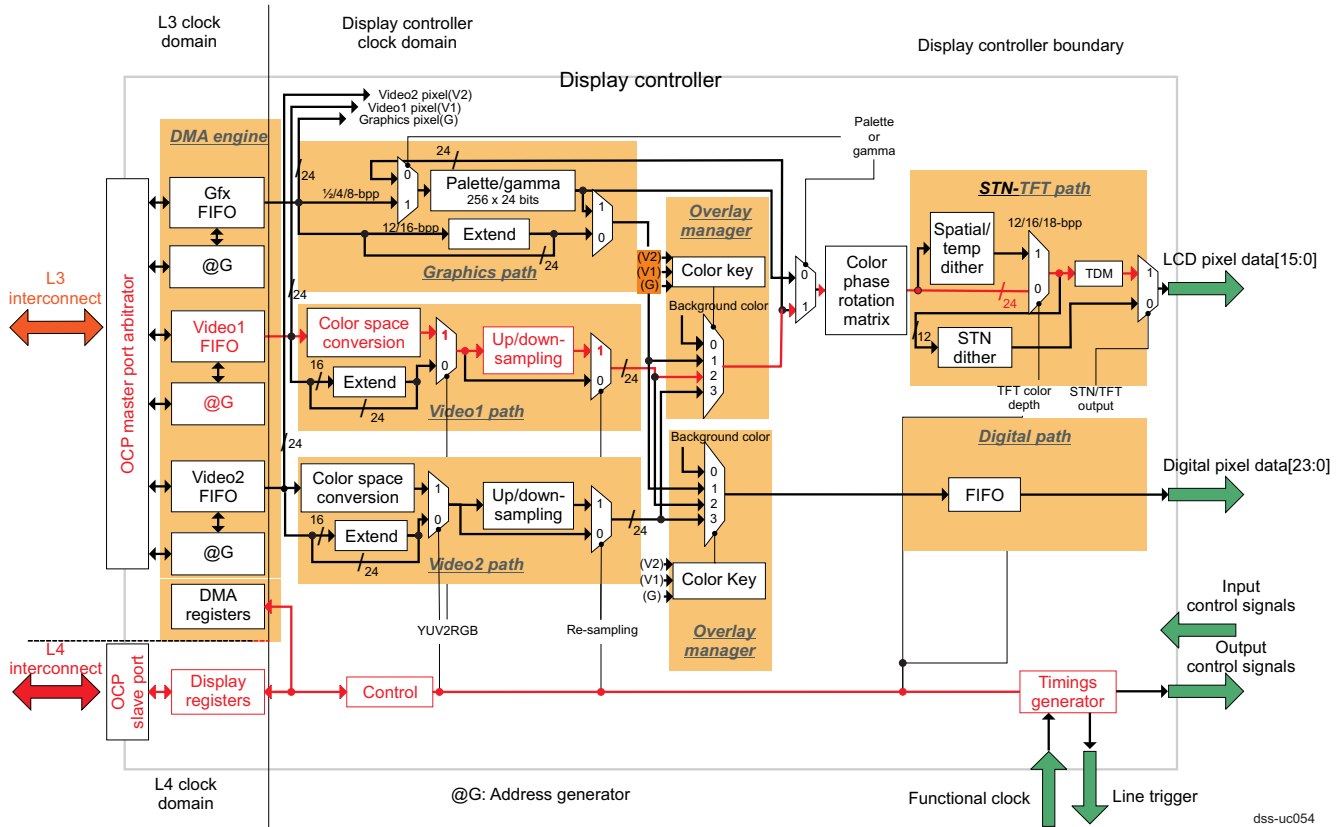 L3 clock
domain
Display controller
clock domain
Display controller boundary
Display controller
Video2 pixel(V2)
Video1 pixel(V1)
Graphics pixel(G)
Palette
or
gamma
DMA engine
24
24
Gfx
FIFO
½/4/8-bpp
0
1
Palette/gamma
256 x 24 bits
1
0
STN-TFT path
Overlay
manager
12/16-bpp
Extend
24
Graphics path
@G
Spatial/
temp
dither
12/16/18-bpp
1
0
(V2)
(V1)
(G)
Color key
0
1
Color
phase
rotation
matrix
TDM
1
0
LCD pixel data[15:0]
24
L3
interconnect
OCP master port arbitrator
24
Background color
Video1
FIFO
Color space
conversion
1
0
Up/down-
sampling
1
0
24
0
1
2
3
12
STN
dither
16
Extend
24
Video1 path
@G
TFT color
depth
STN/TFT
output
24
Background color
Digital path
Video2
FIFO
Color space
conversion
1
0
Up/down-
sampling
1
0
24
0
1
2
3
FIFO
Digital pixel data[23:0]
16
Extend
24
Video2 path
@G
(V2)
(V1)
(G)
Color Key
DMA
registers
YUV2RGB
Re-sampling
Overlay
manager
Input
control signals
L4
interconnect
OCP
slave port
Display
registers
Control
Timings
generator
Output
control signals
L4 clock
domain
@G: Address generator
Functional clock
Line trigger
dss-uc054